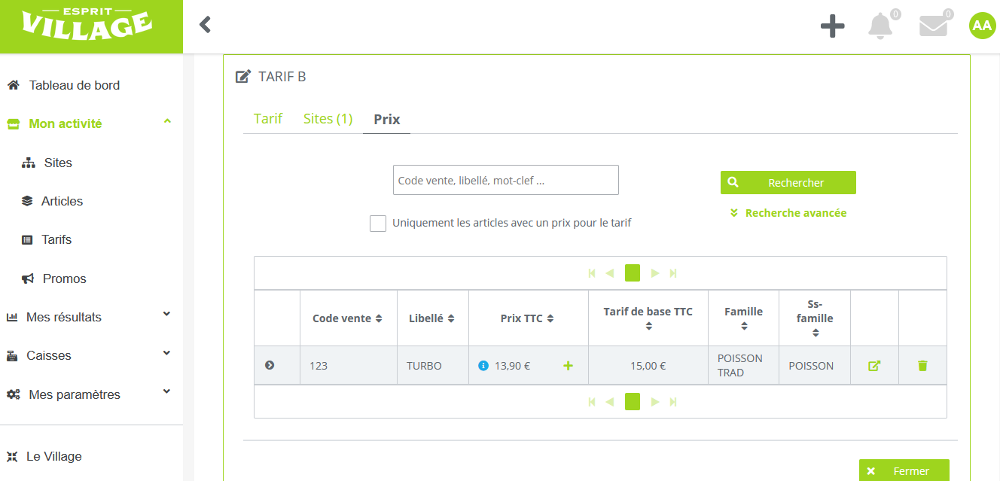 ESPRIT
VILLAGE
0
0
AA
Tableau de bord
Mon activité
Sites
Articles
Tarifs
Promos
Mes résultats
Caisses
Mes paramètres
Le Village
TARIF B
Tarif Sites (1) Prix
Code vente, libellé, mot-clef ...
Rechercher
Uniquement les articles avec un prix pour le tarif
Recherche avancée
Code vente Libellé Prix TTC Tarif de base TTC Famille Ss-
famille
123 TURBO 13,90 € 15,00 € POISSON
TRAD POISSON
Fermer